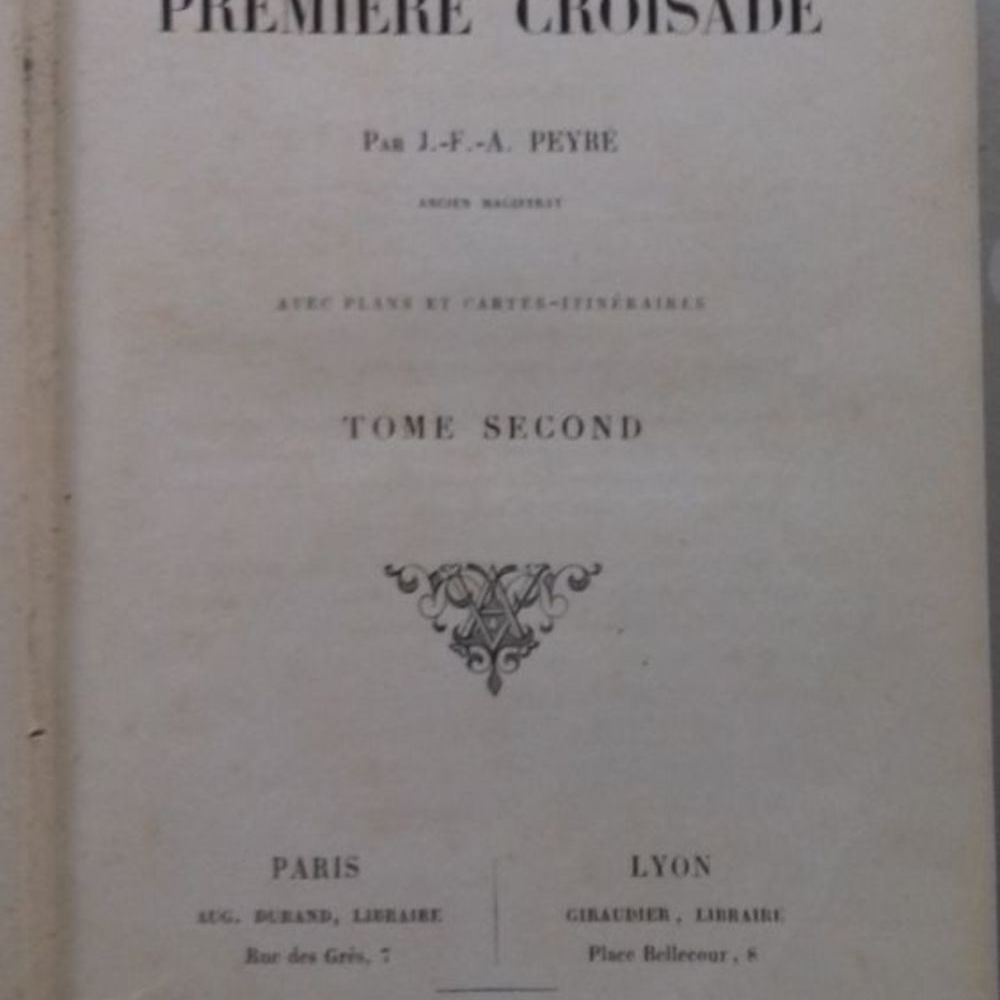 PREMIÈRE CROISADE
PAR J.-F.-A. PEYRÉ
ANCIEN MAGISTRAT
AVEC PLANS ET CARTES-ITINÉRAIRES
TOME SECOND
PARIS
AUG. DURAND, LIBRAIRE
Rue des Grès, 7
LYON
GIRAUDIER, LIBRAIRE
Place Bellecour, 8